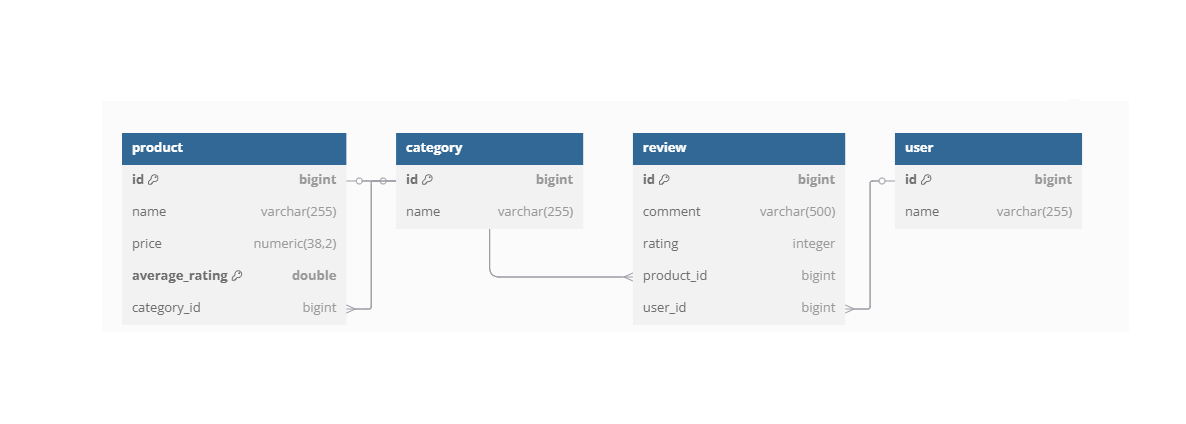 product
id bigint
name varchar(255)
price numeric(38,2)
average_rating double
category_id bigint
category
id bigint
name varchar(255)
review
id bigint
comment varchar(500)
rating integer
product_id bigint
user_id bigint
user
id bigint
name varchar(255)